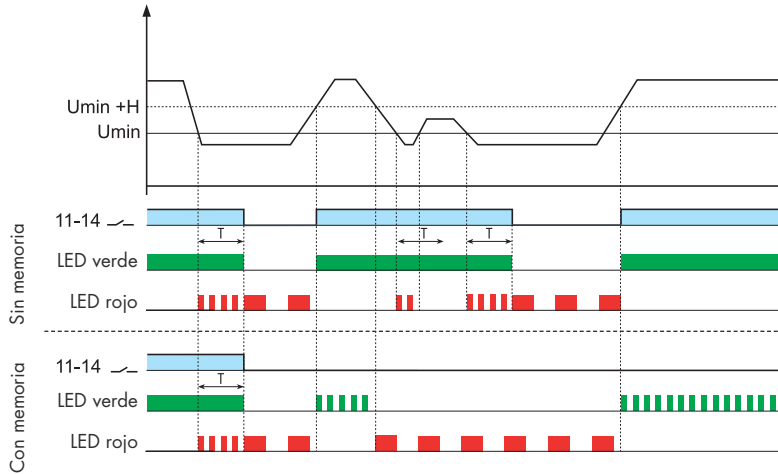 Umin +H
Umin
Sin memoria
11-14
T
T
T
LED verde
LED rojo
Con memoria
11-14
T
LED verde
LED rojo